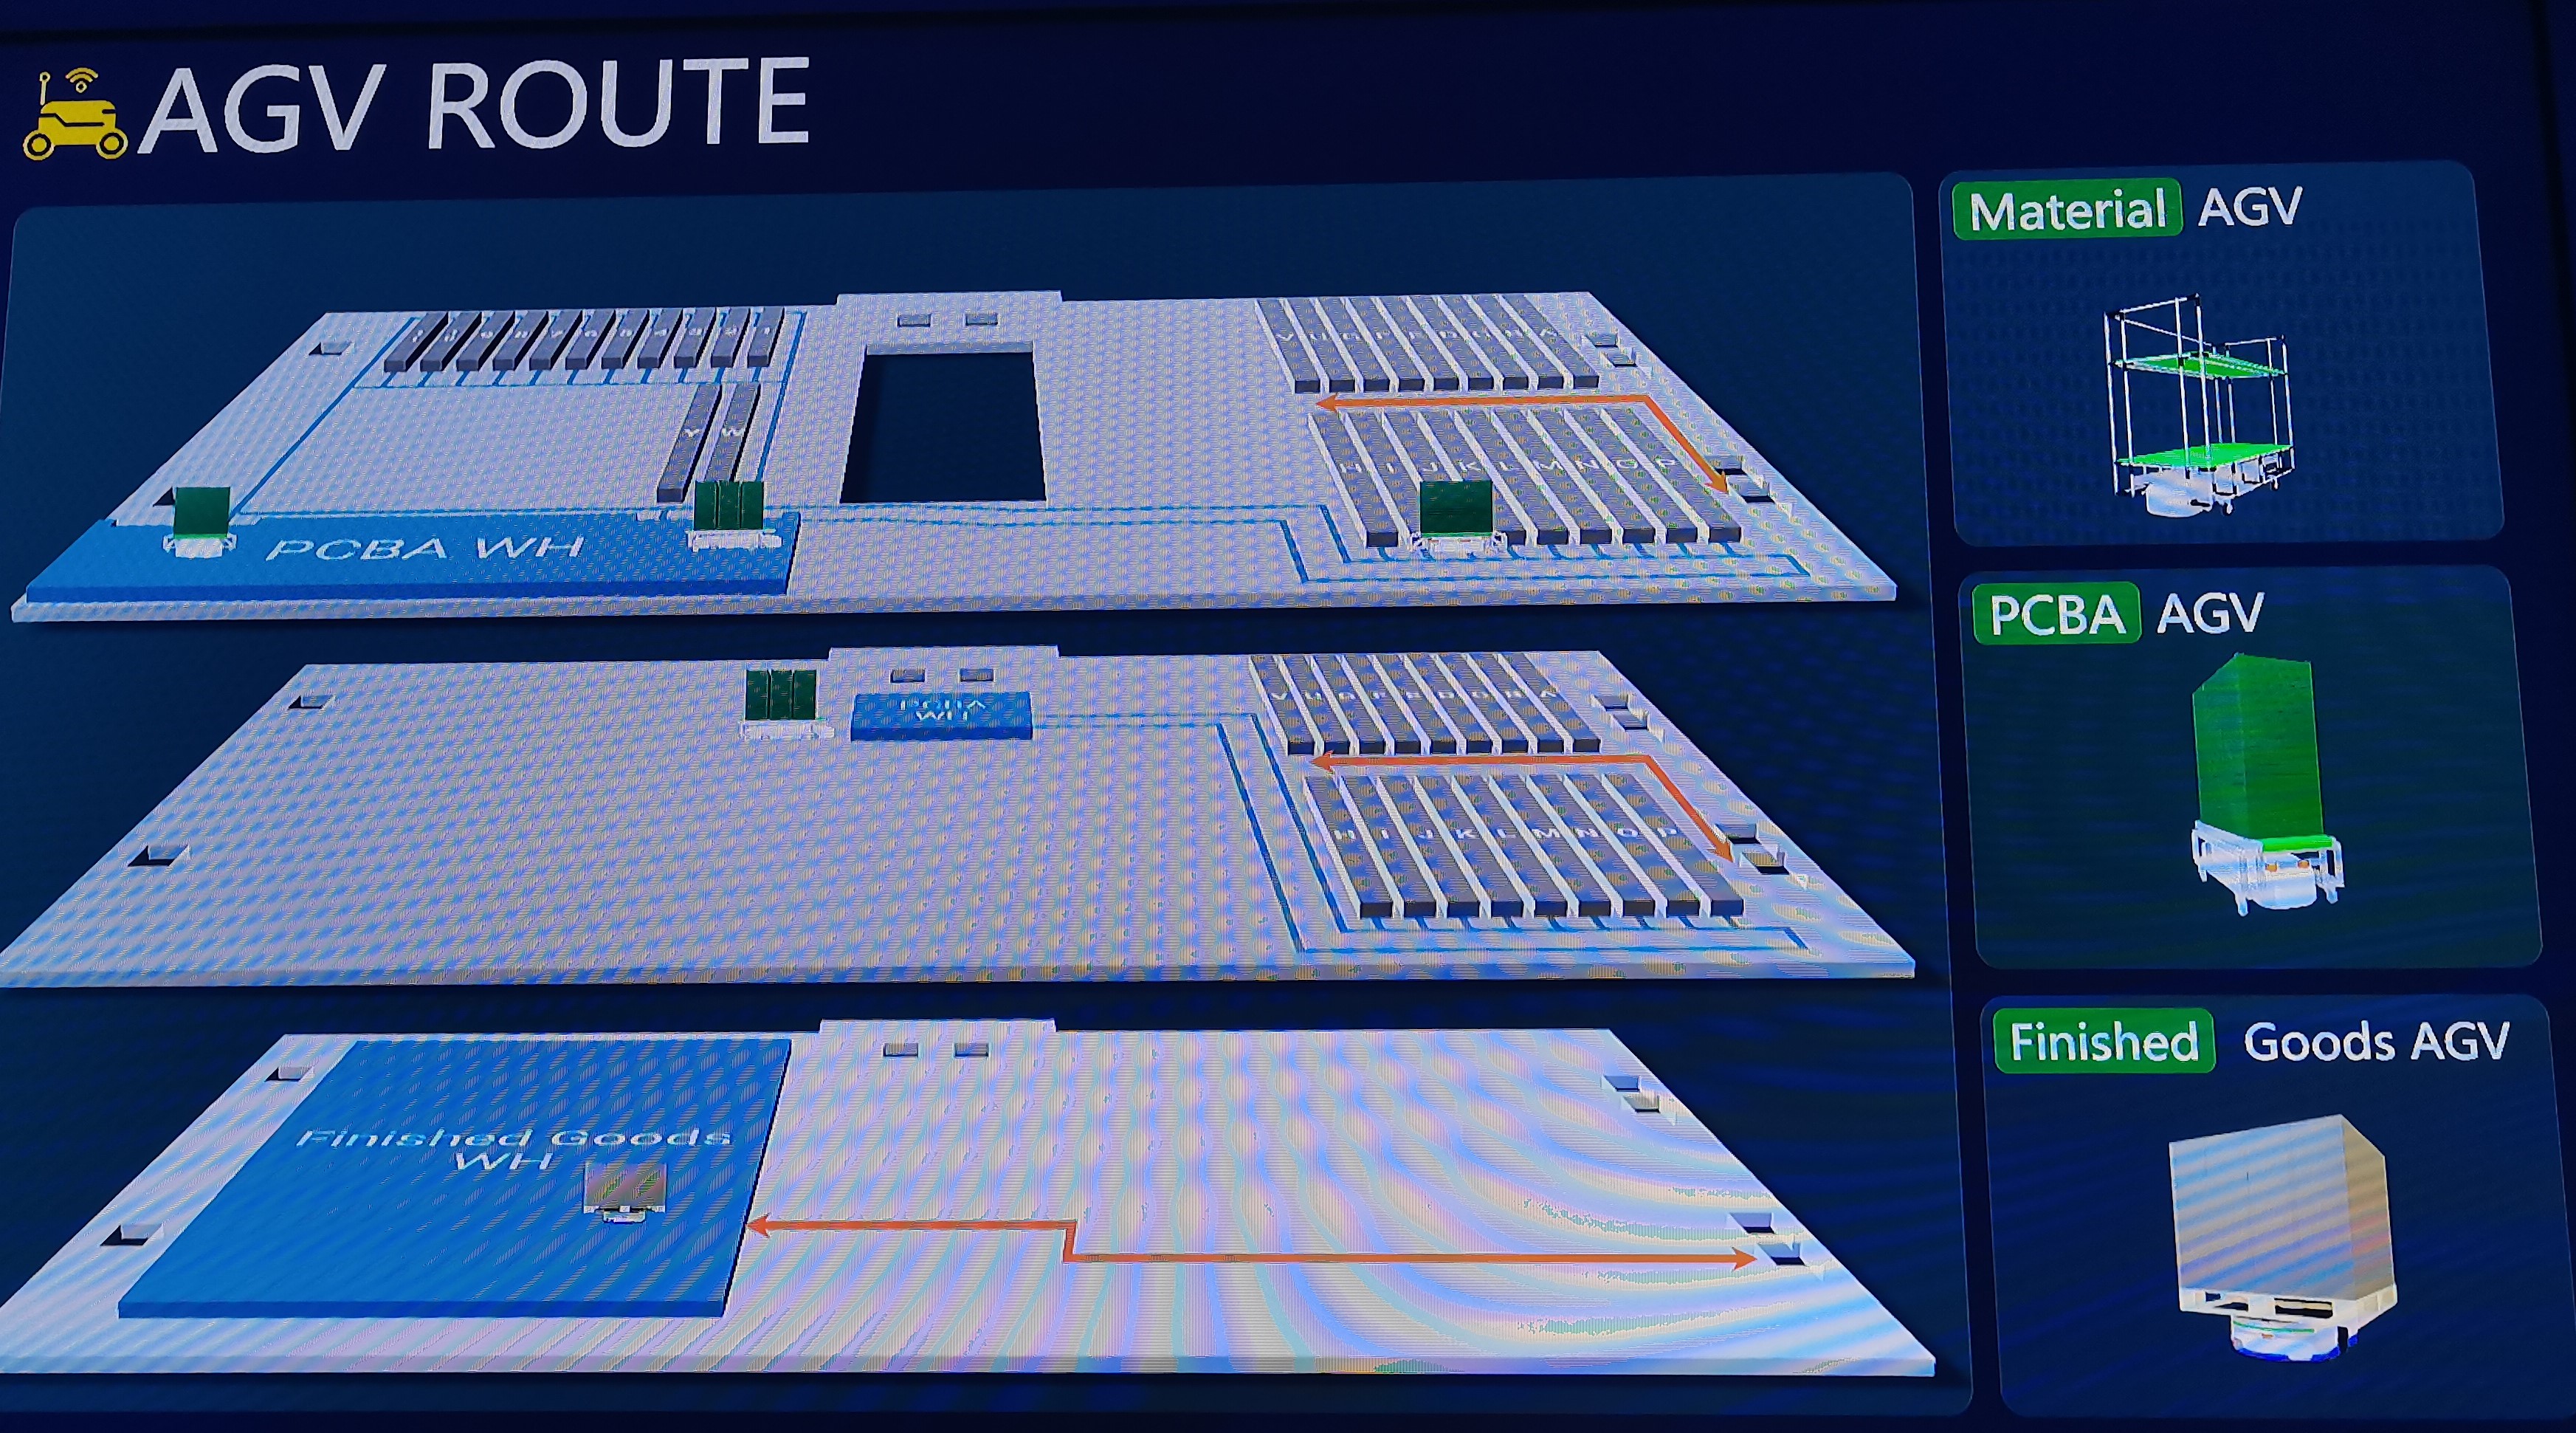 AGV ROUTE
Material AGV
Y W
H I J K L M N O P
PCBA WH
PCBA AGV
PCBA
WH
H I J K L M N O P
Finished Goods AGV
Finished Goods
WH